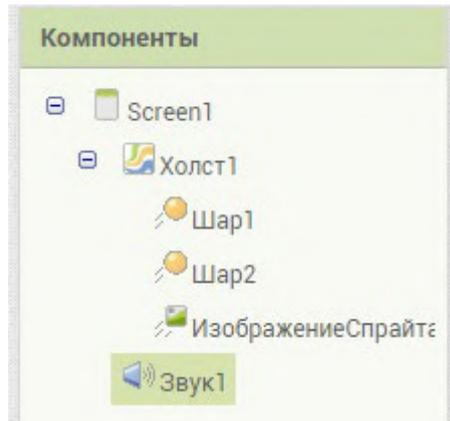 Компоненты
Screen1
Холст1
Шар1
Шар2
ИзображениеСпрайта
Звук1